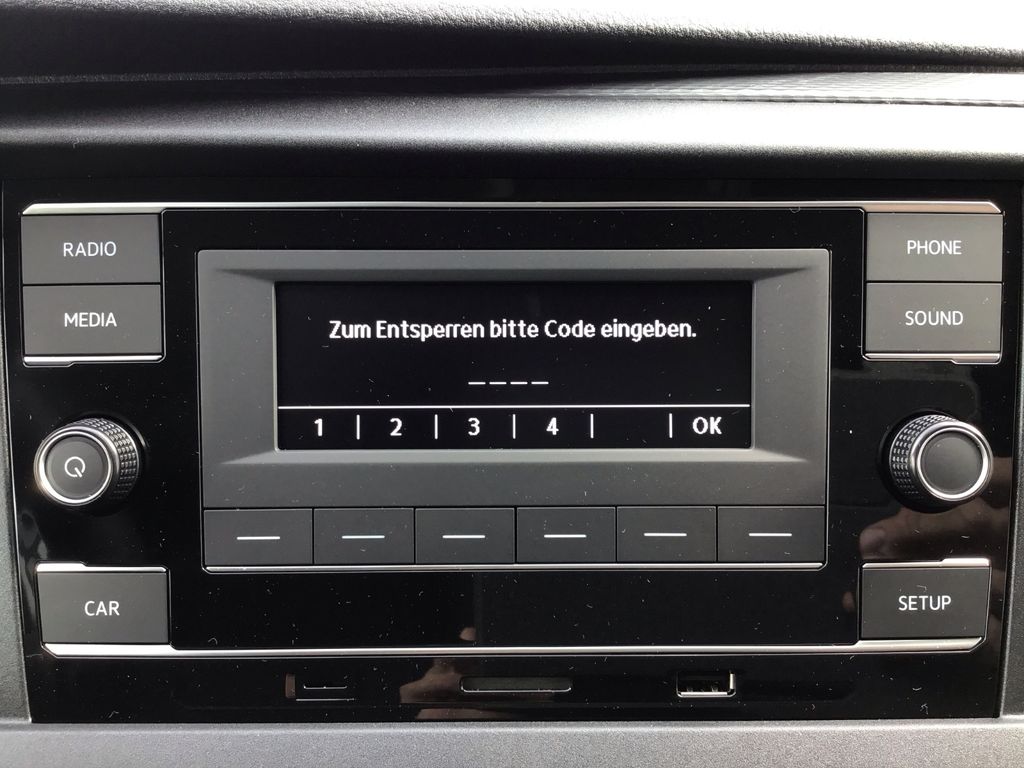 RADIO
PHONE
MEDIA
SOUND
Zum Entsperren bitte Code eingeben.
_ _ _ _
1 | 2 | 3 | 4 | | OK
CAR
SETUP